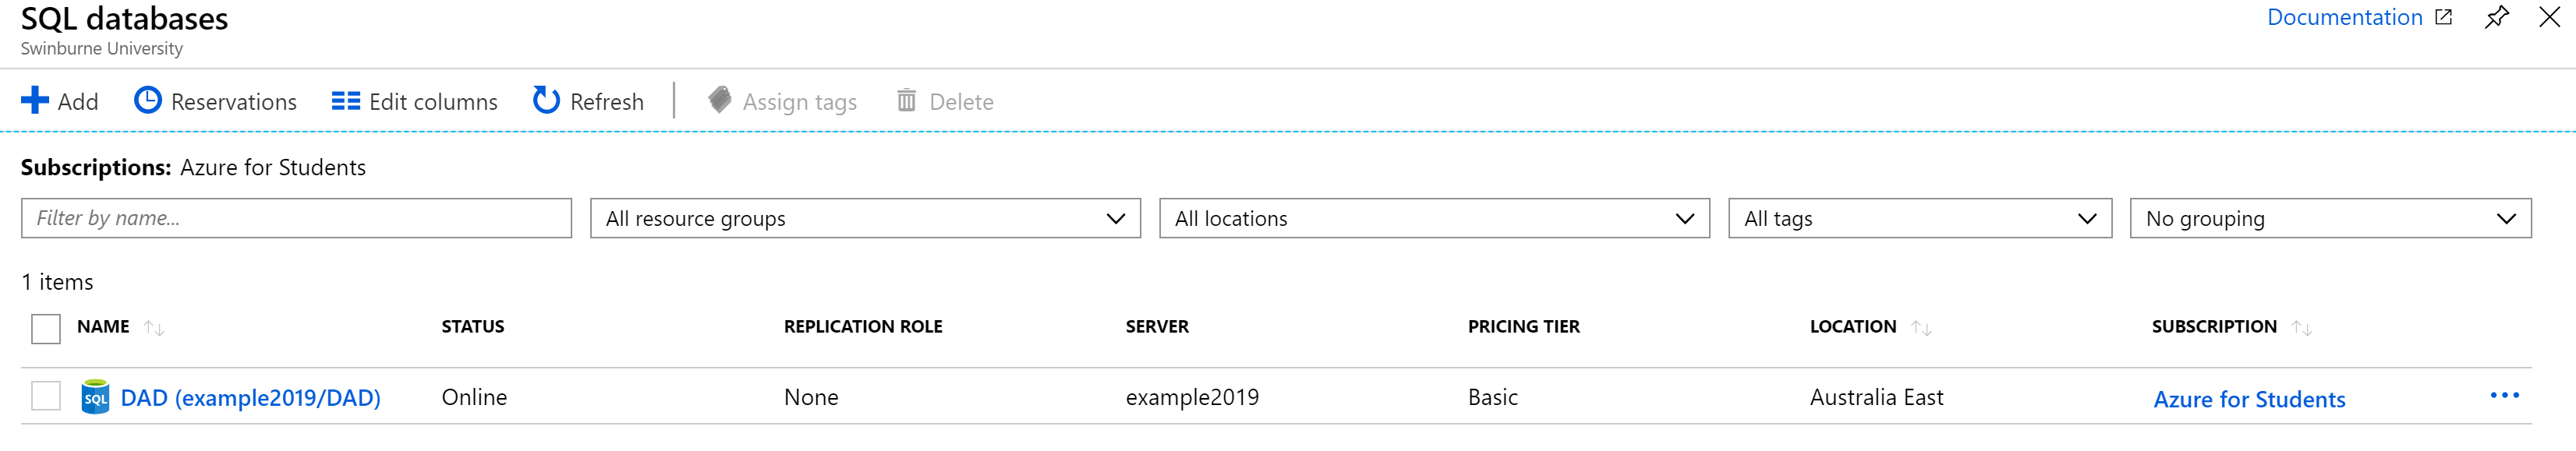 SQL databases
Swinburne University
Documentation
Add Reservations Edit columns Refresh Assign tags Delete
Subscriptions: Azure for Students
Filter by name... All resource groups All locations All tags No grouping
1 items
NAME STATUS REPLICATION ROLE SERVER PRICING TIER LOCATION SUBSCRIPTION
SQL DAD (example2019/DAD) Online None example2019 Basic Australia East Azure for Students